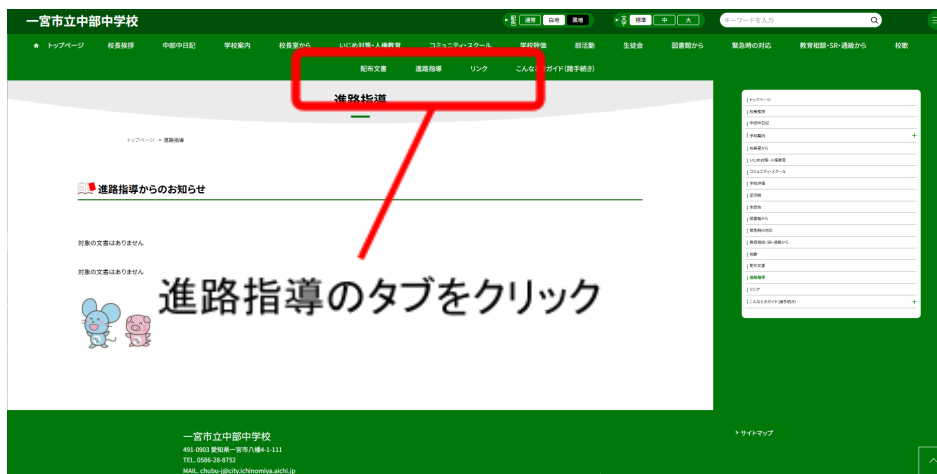 一宮市立中部中学校
配色 通常 白地 黒地
文字 標準 中 大
キーワードを入力
トップページ 校長挨拶 中部中日記 学校案内 校長室から いじめ対策・人権教育 コミュニティ・スクール 学校評価 部活動 生徒会 図書館から 緊急時の対応 教育相談・SR・通級から 校歌
配布文書 進路指導 リンク こんなときガイド(諸手続き)
進路指導
トップページ 進路指導
進路指導からのお知らせ
対象の文書はありません
対象の文書はありません
進路指導のタブをクリック
トップページ
校長挨拶
中部中日記
学校案内 +
校長室から
いじめ対策・人権教育
コミュニティ・スクール
学校評価
部活動
生徒会
図書館から
緊急時の対応
教育相談・SR・通級から
校歌
配布文書
進路指導
リンク
こんなときガイド(諸手続き) +
一宮市立中部中学校
491-0903 愛知県一宮市八幡4-1-111
TEL. 0586-28-8752
MAIL. chubu-j@city.ichinomiya.aichi.jp
> サイトマップ